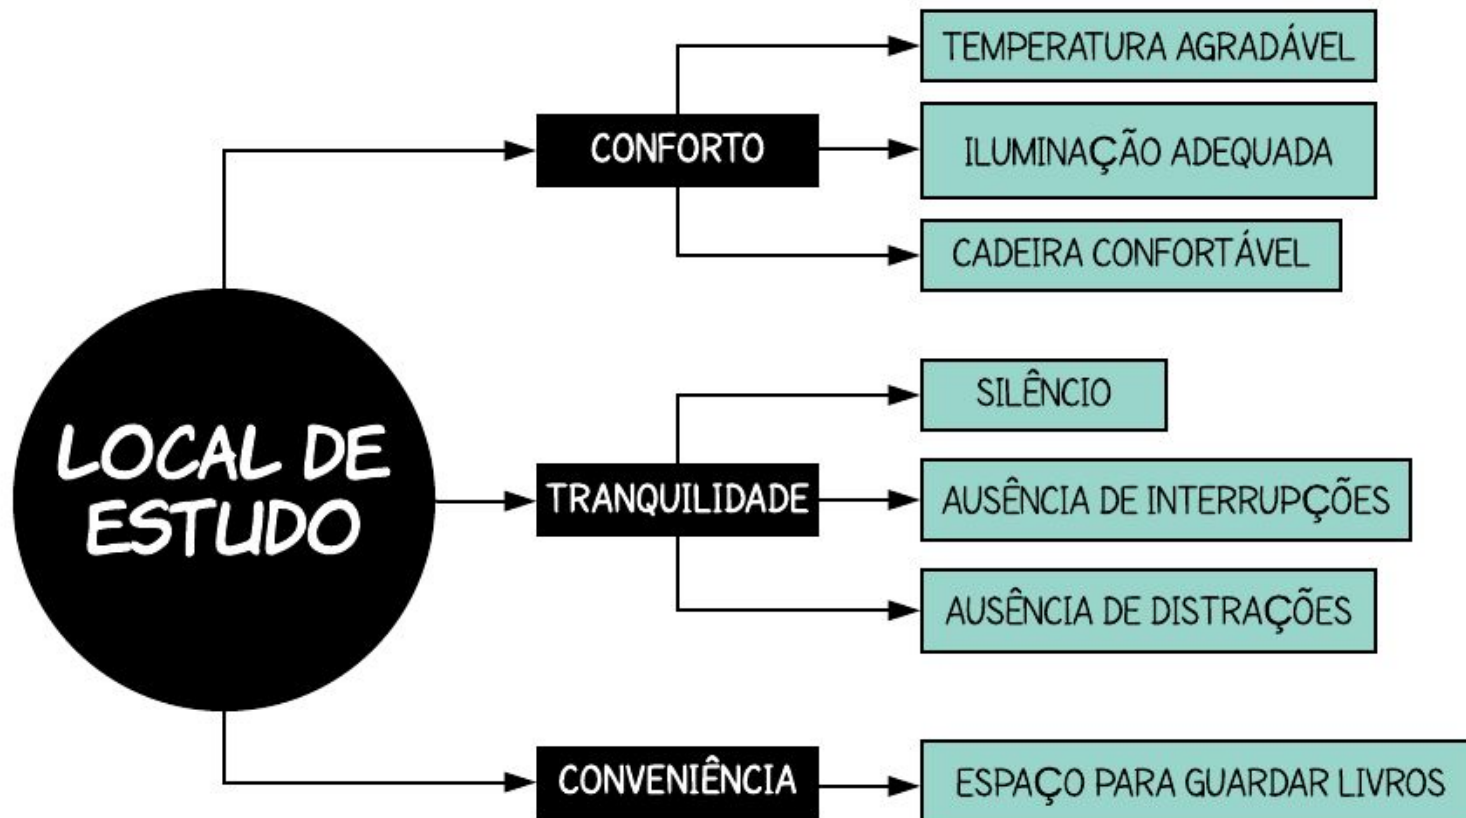 LOCAL DE
ESTUDO
CONFORTO
TEMPERATURA AGRADÁVEL
ILUMINAÇÃO ADEQUADA
CADEIRA CONFORTÁVEL
TRANQUILIDADE
SILÊNCIO
AUSÊNCIA DE INTERRUPÇÕES
AUSÊNCIA DE DISTRAÇÕES
CONVENIÊNCIA
ESPAÇO PARA GUARDAR LIVROS